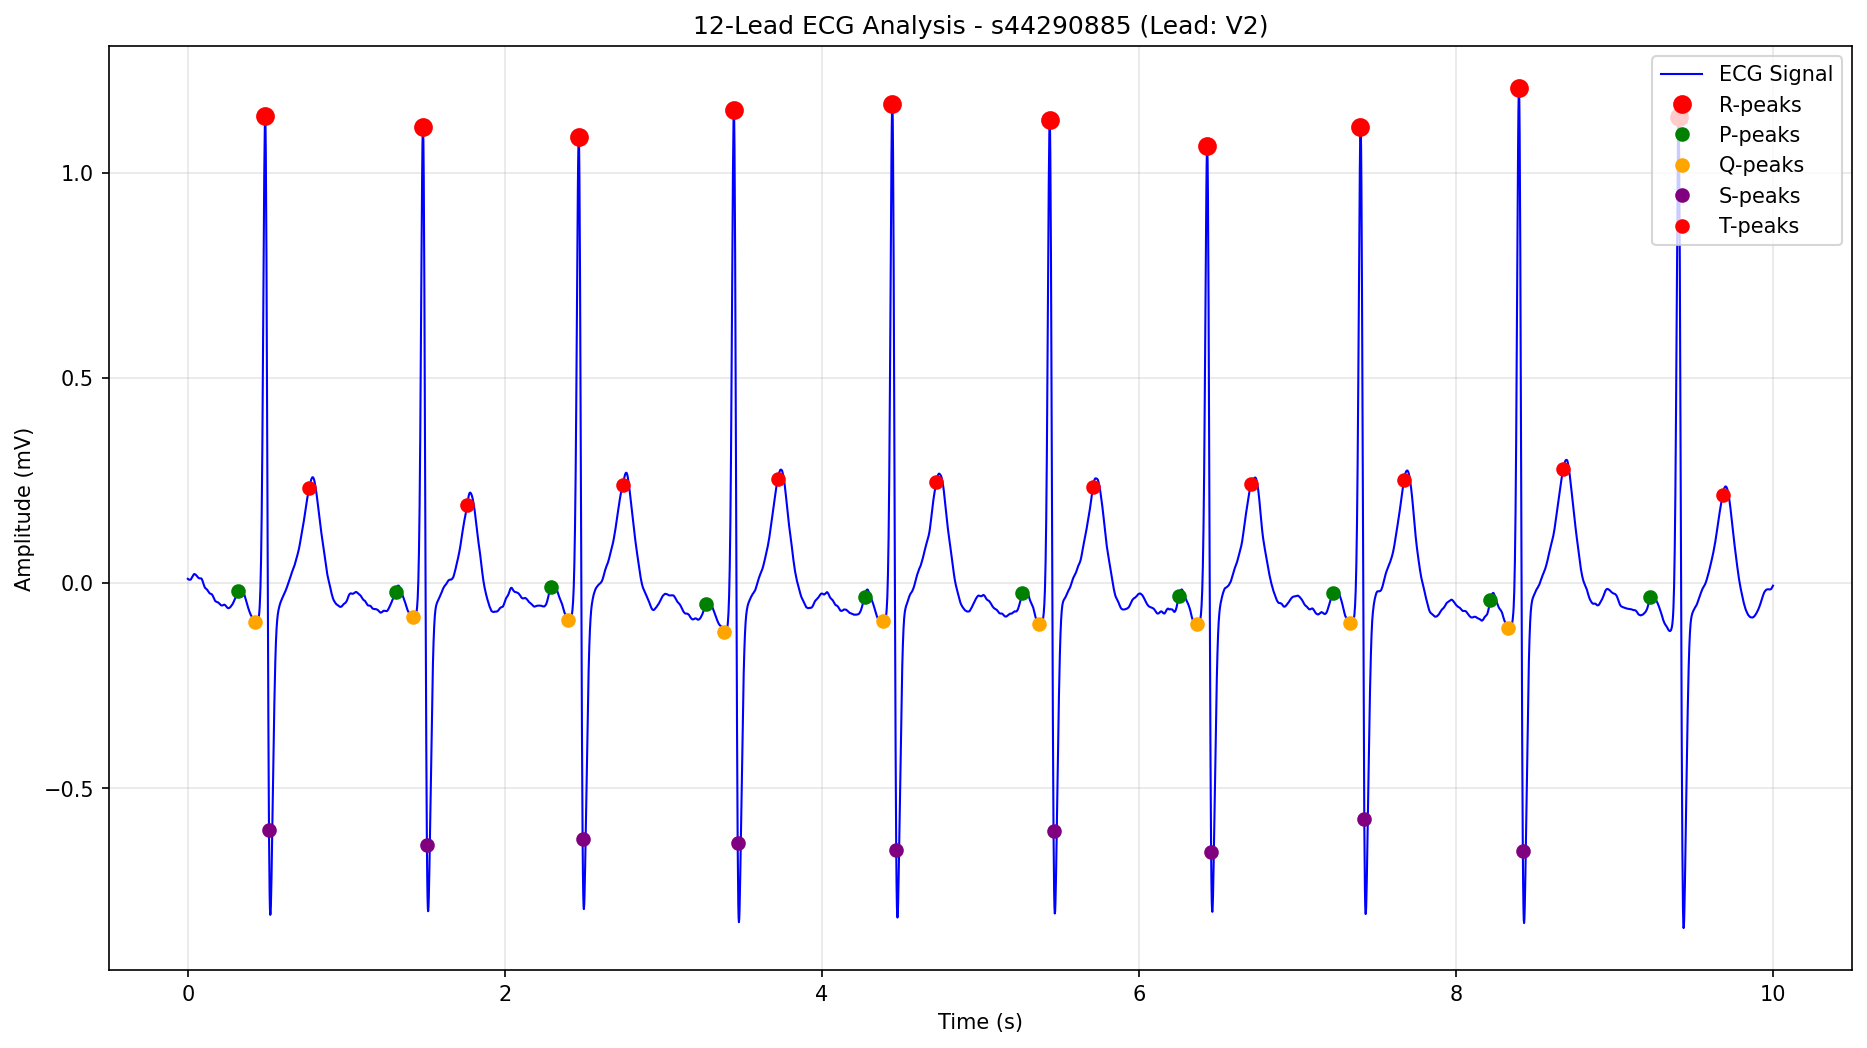 12-Lead ECG Analysis - s44290885 (Lead: V2)
ECG Signal
R-peaks
P-peaks
Q-peaks
S-peaks
T-peaks
Amplitude (mV)
1.0
0.5
0.0
−0.5
0 2 4 6 8 10
Time (s)